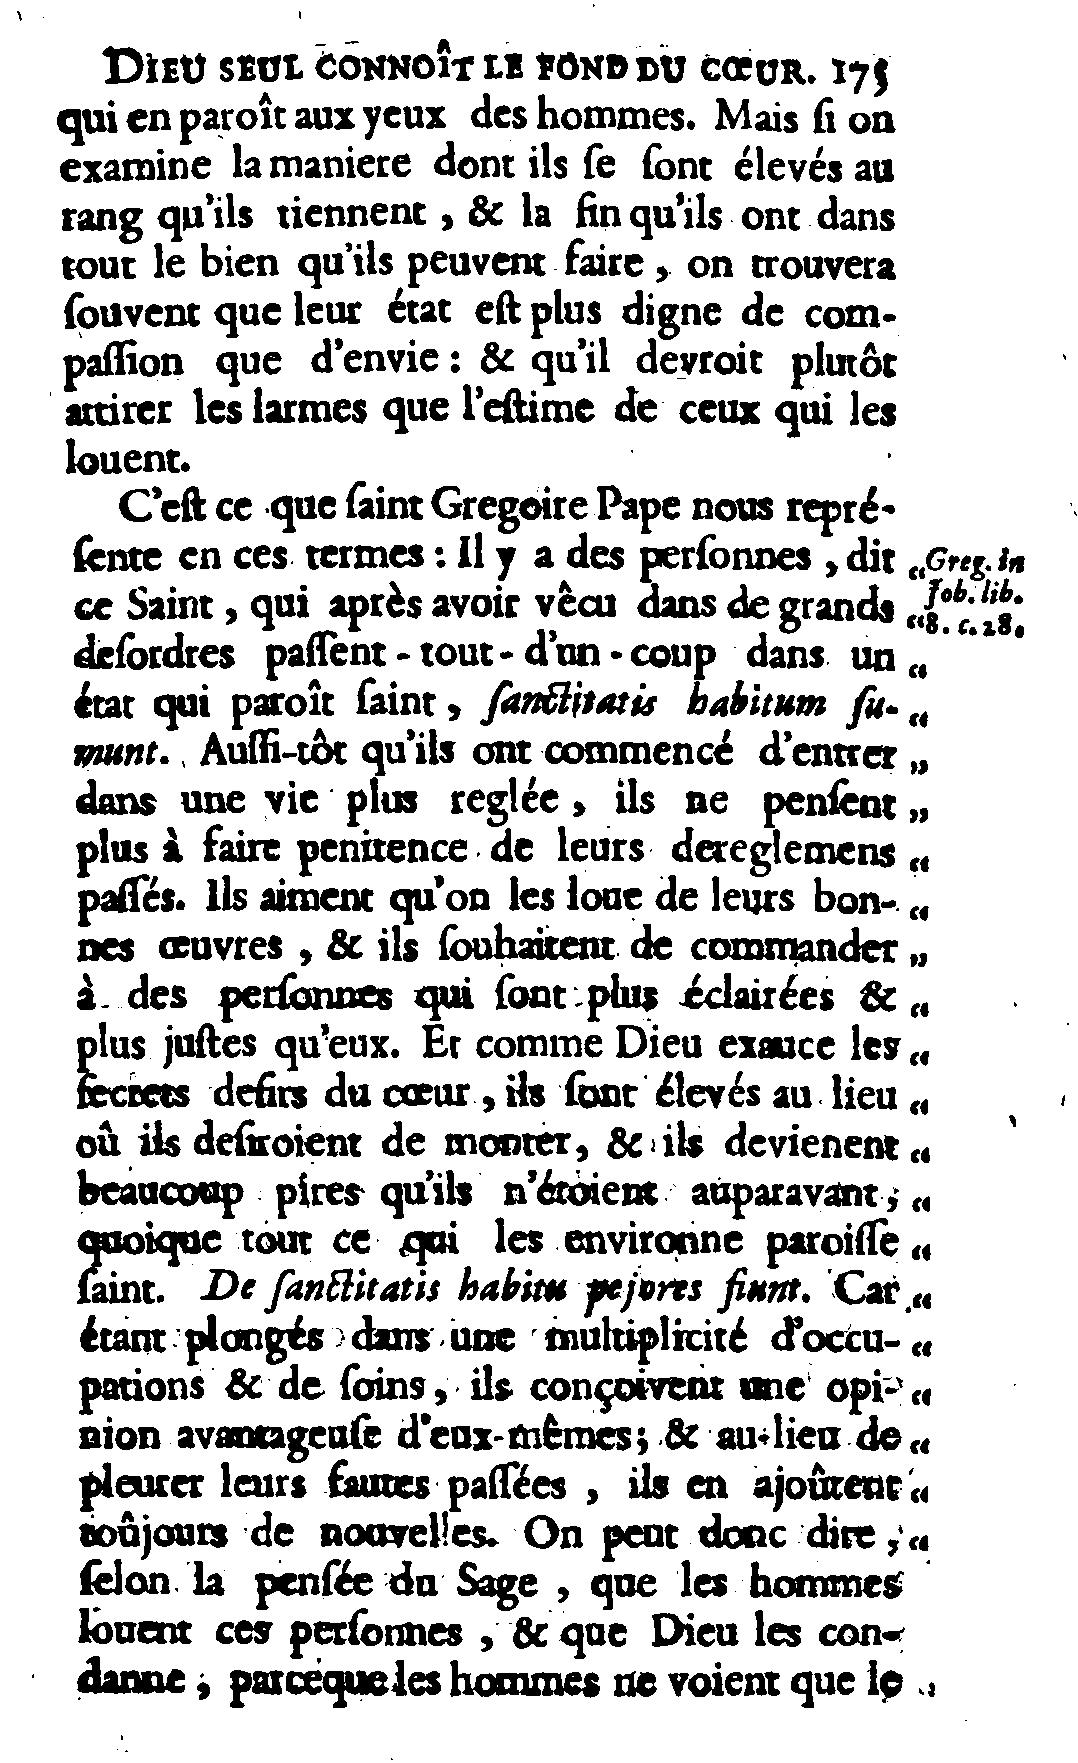 DIEU SEUL CONNOÎT LE FOND DU CŒUR. 175
qui en paroît aux yeux des hommes. Mais ſi on
examine la maniere dont ils ſe ſont élevés au
rang qu'ils tiennent, & la fin qu'ils ont dans
tout le bien qu'ils peuvent faire, on trouvera
ſouvent que leur état eſt plus digne de com-
paſſion que d'envie : & qu'il devroit plutôt
attirer les larmes que l'eſtime de ceux qui les
louent.
C'eſt ce que ſaint Gregoire Pape nous repré-
ſente en ces termes : Il y a des perſonnes, dit „ Greg. in
ce Saint, qui après avoir vêcu dans de grands “ Job. lib.
deſordres paſſent-tout-d'un-coup dans un “ 8. c. 28.
état qui paroît ſaint, ſanctitatis habitum ſu- “
munt. Auſſi-tôt qu'ils ont commencé d'entrer „
dans une vie plus reglée, ils ne penſent „
plus à faire penitence de leurs dereglemens “
paſſés. Ils aiment qu'on les loue de leurs bon- “
nes œuvres, & ils ſouhaitent de commander „
à des perſonnes qui ſont plus éclairées & “
plus juſtes qu'eux. Et comme Dieu exauce les “
ſecrets deſirs du cœur, ils ſont élevés au lieu “
où ils deſiroient de monter, & ils devienent “
beaucoup pires qu'ils n'étoient auparavant; “
quoique tout ce qui les environne paroiſſe “
ſaint. De ſanctitatis habitu pejores fiunt. Car “
étant plongés dans une multiplicité d'occu- “
pations & de ſoins, ils conçoivent une opi- “
nion avantageuſe d'eux-mêmes; & au-lieu de “
pleurer leurs fautes paſſées, ils en ajoûtent “
toûjours de nouvelles. On peut donc dire, “
ſelon la penſée du Sage, que les hommes
louent ces perſonnes, & que Dieu les con-
danne; parceque les hommes ne voient que le